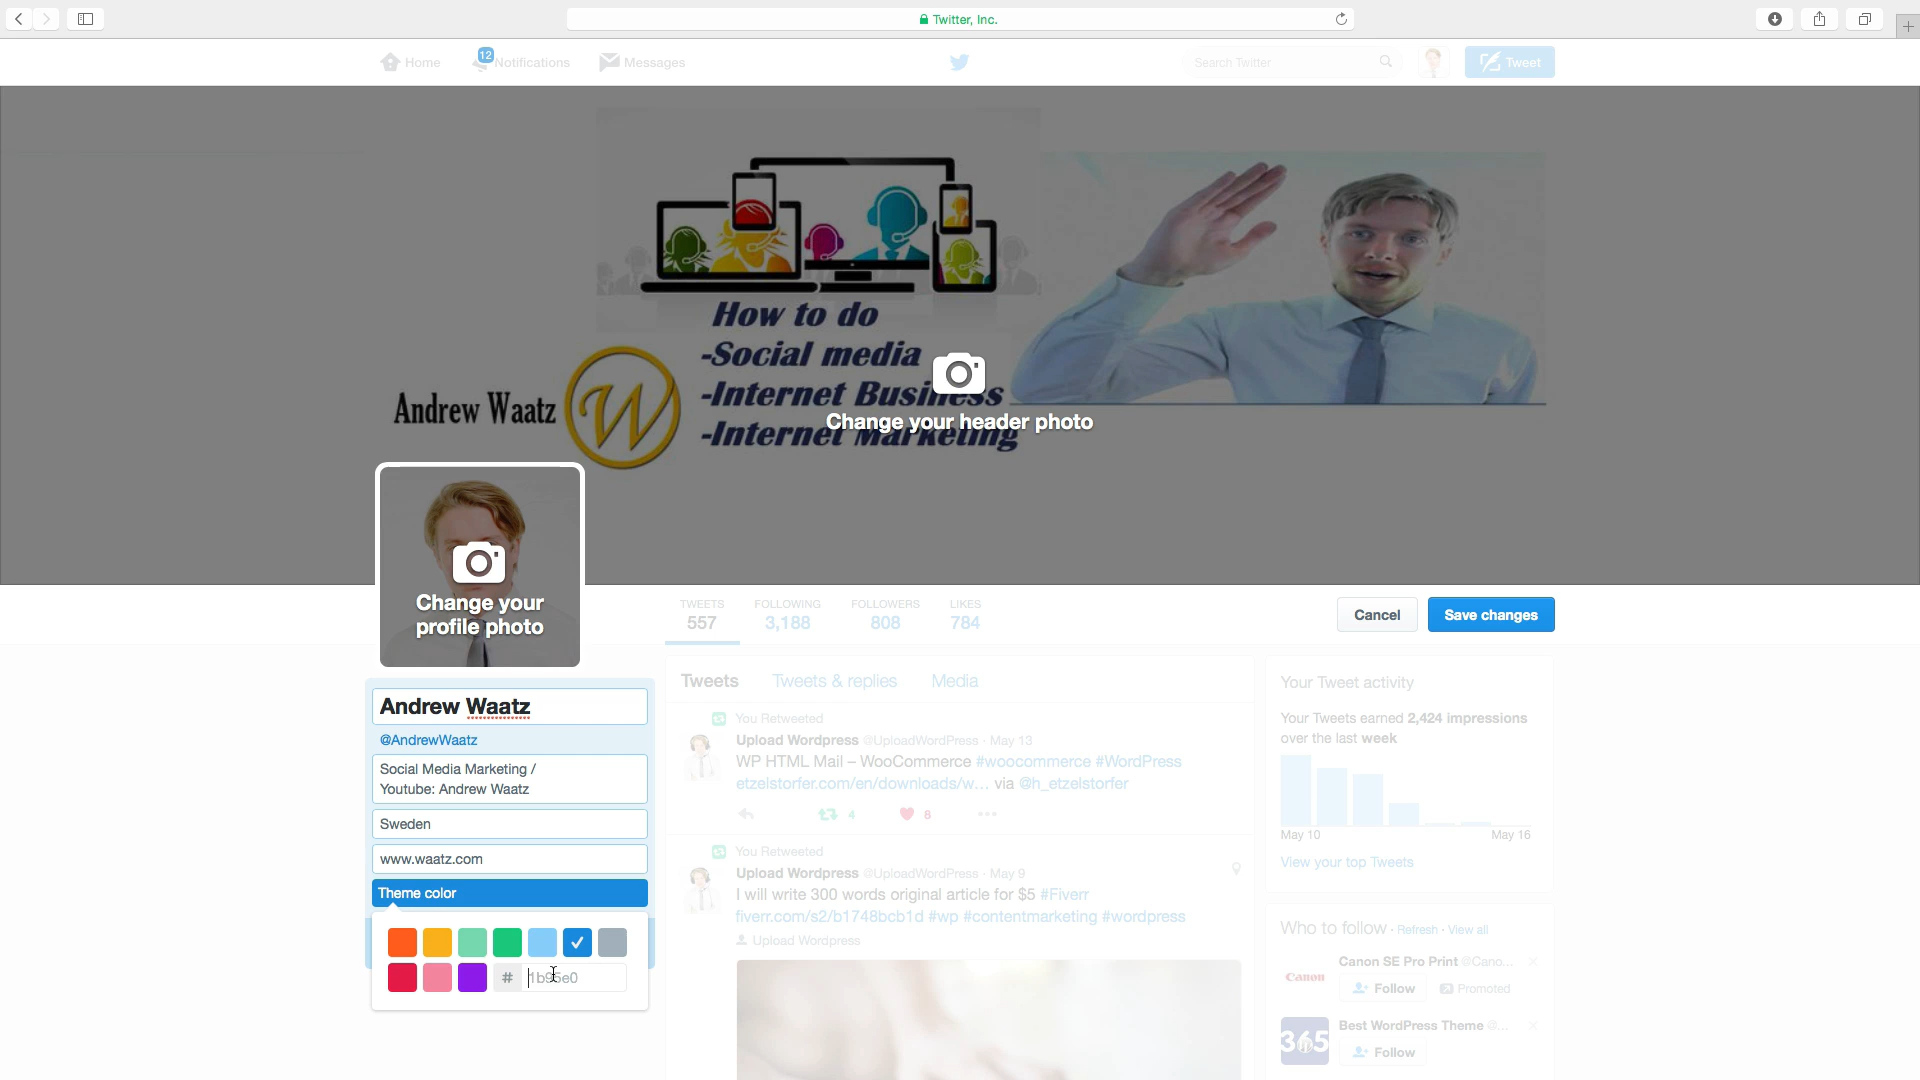 Twitter, Inc.
Home
12
Notifications
Messages
Search Twitter
Tweet
How to do
-Social media
-Internet Business
-Internet Marketing
Andrew Waatz
W
Change your header photo
Change your
profile photo
TWEETS
557
FOLLOWING
3,188
FOLLOWERS
808
LIKES
784
Cancel
Save changes
Andrew Waatz
@AndrewWaatz
Social Media Marketing /
Youtube: Andrew Waatz
Sweden
www.waatz.com
Theme color
# 1b95e0
Tweets
Tweets & replies
Media
You Retweeted
Upload Wordpress @UploadWordPress · May 13
WP HTML Mail – WooCommerce #woocommerce #WordPress
etzelstorfer.com/en/downloads/w... via @h_etzelstorfer
4
8
You Retweeted
Upload Wordpress @UploadWordPress · May 9
I will write 300 words original article for $5 #Fiverr
fiverr.com/s2/b1748bcb1d #wp #contentmarketing #wordpress
Upload Wordpress
Your Tweet activity
Your Tweets earned 2,424 impressions
over the last week
May 10
May 16
View your top Tweets
Who to follow · Refresh · View all
Canon
Canon SE Pro Print @Cano...
Follow
Promoted
365
Best WordPress Theme @...
Follow